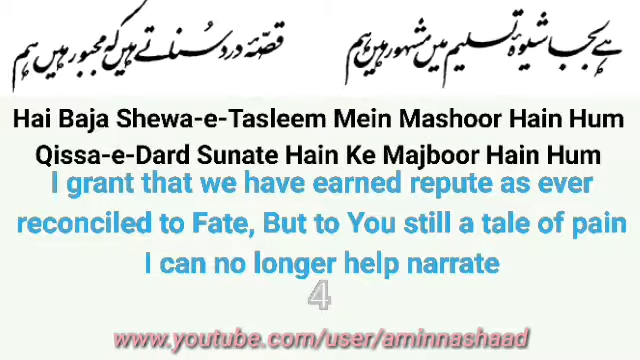 ہے بجا شیوۂ تسلیم میں مشہور ہیں ہم
قصۂ درد سناتے ہیں کہ مجبور ہیں ہم
Hai Baja Shewa-e-Tasleem Mein Mashoor Hain Hum
Qissa-e-Dard Sunate Hain Ke Majboor Hain Hum
I grant that we have earned repute as ever
reconciled to Fate, But to You still a tale of pain
I can no longer help narrate
4
www.youtube.com/user/aminnashaad